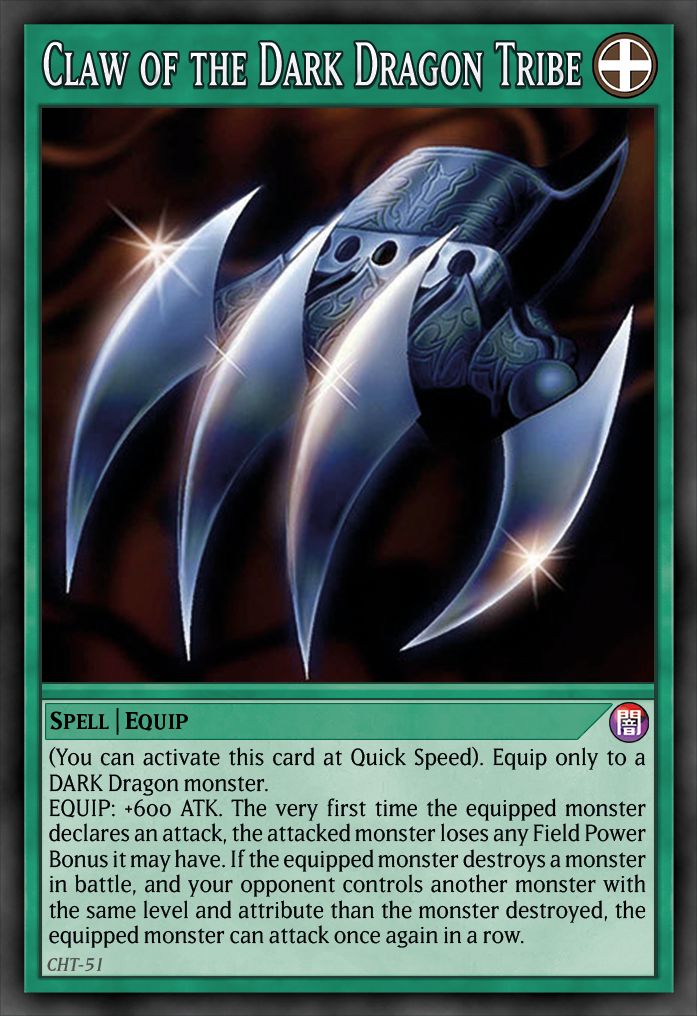 Claw of the Dark Dragon Tribe
Spell | Equip
闇
(You can activate this card at Quick Speed). Equip only to a
DARK Dragon monster.
EQUIP: +600 ATK. The very first time the equipped monster
declares an attack, the attacked monster loses any Field Power
Bonus it may have. If the equipped monster destroys a monster
in battle, and your opponent controls another monster with
the same level and attribute than the monster destroyed, the
equipped monster can attack once again in a row.
CHT-51